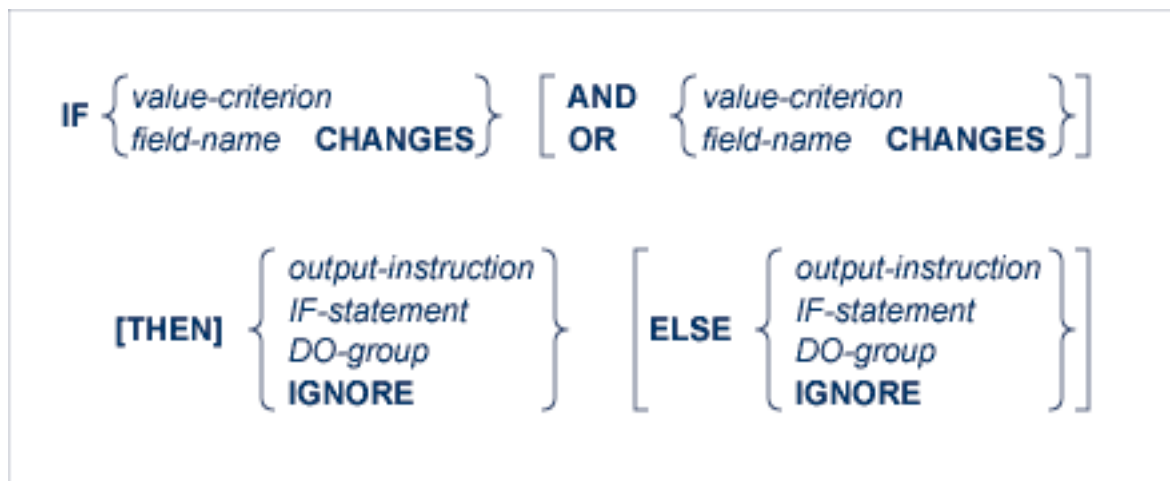 IF { value-criterion } [ AND { value-criterion } ]
field-name CHANGES OR field-name CHANGES
[THEN] { output-instruction } [ ELSE { output-instruction } ]
IF-statement IF-statement
DO-group DO-group
IGNORE IGNORE